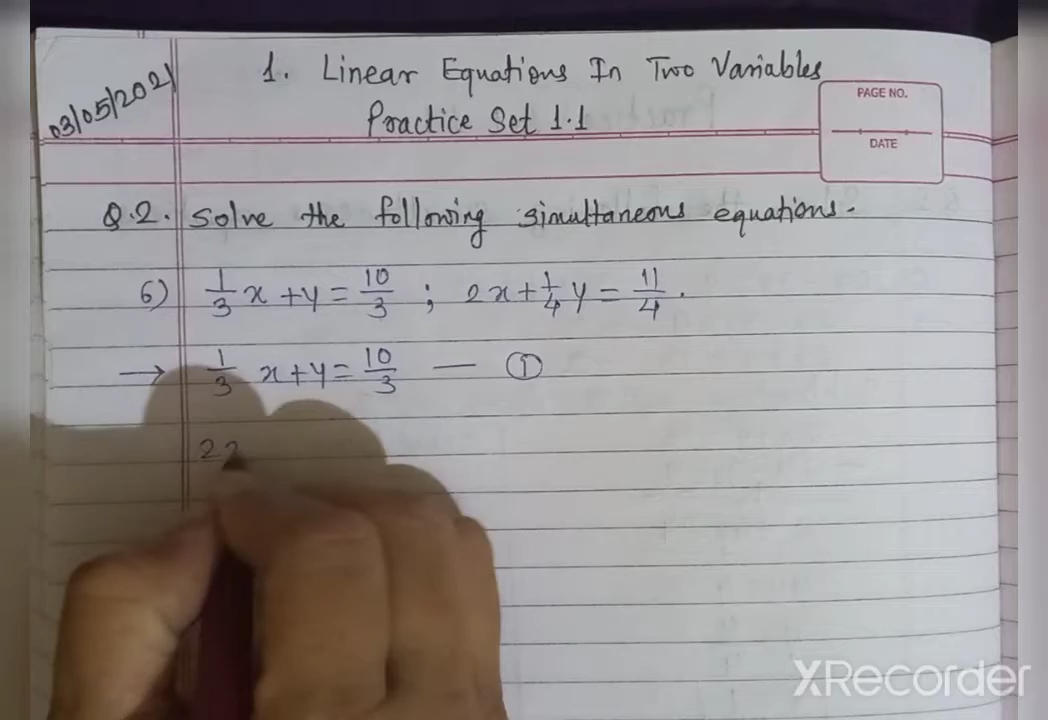 03/05/2021
1. Linear Equations In Two Variables
Practice Set 1.1
PAGE NO.
DATE
Q.2. Solve the following simultaneous equations.
6) 1/3 x + y = 10/3 ; 2x + 1/4 y = 11/4 .
→ 1/3 x + y = 10/3 — ①
XRecorder